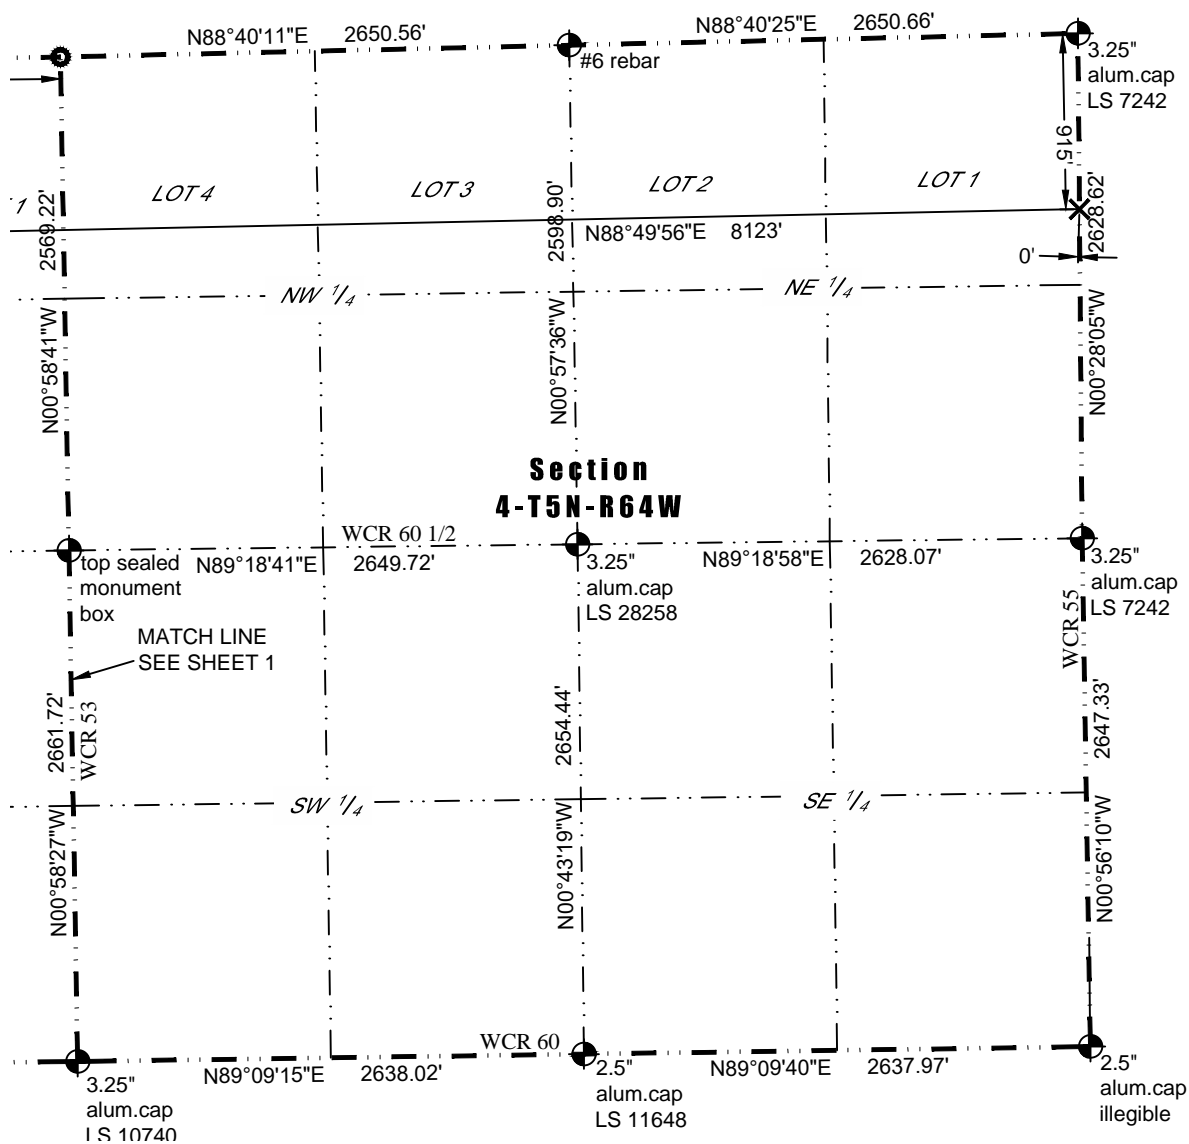 N88°40'11"E 2650.56'
N88°40'25"E 2650.66'
#6 rebar
3.25"
alum.cap
LS 7242
915'
LOT 4
LOT 3
LOT 2
LOT 1
1
2569.22'
2598.90'
2628.62'
N88°49'56"E 8123'
0'
NW 1/4
NE 1/4
N00°58'41"W
N00°57'36"W
N00°28'05"W
Section
4-T5N-R64W
WCR 60 1/2
top sealed
monument
box
N89°18'41"E 2649.72'
3.25"
alum.cap
LS 28258
N89°18'58"E 2628.07'
3.25"
alum.cap
LS 7242
MATCH LINE
SEE SHEET 1
WCR 55
2661.72'
WCR 53
2654.44'
2647.33'
SW 1/4
SE 1/4
N00°58'27"W
N00°43'19"W
N00°56'10"W
WCR 60
N89°09'15"E 2638.02'
N89°09'40"E 2637.97'
3.25"
alum.cap
LS 10740
2.5"
alum.cap
LS 11648
2.5"
alum.cap
illegible